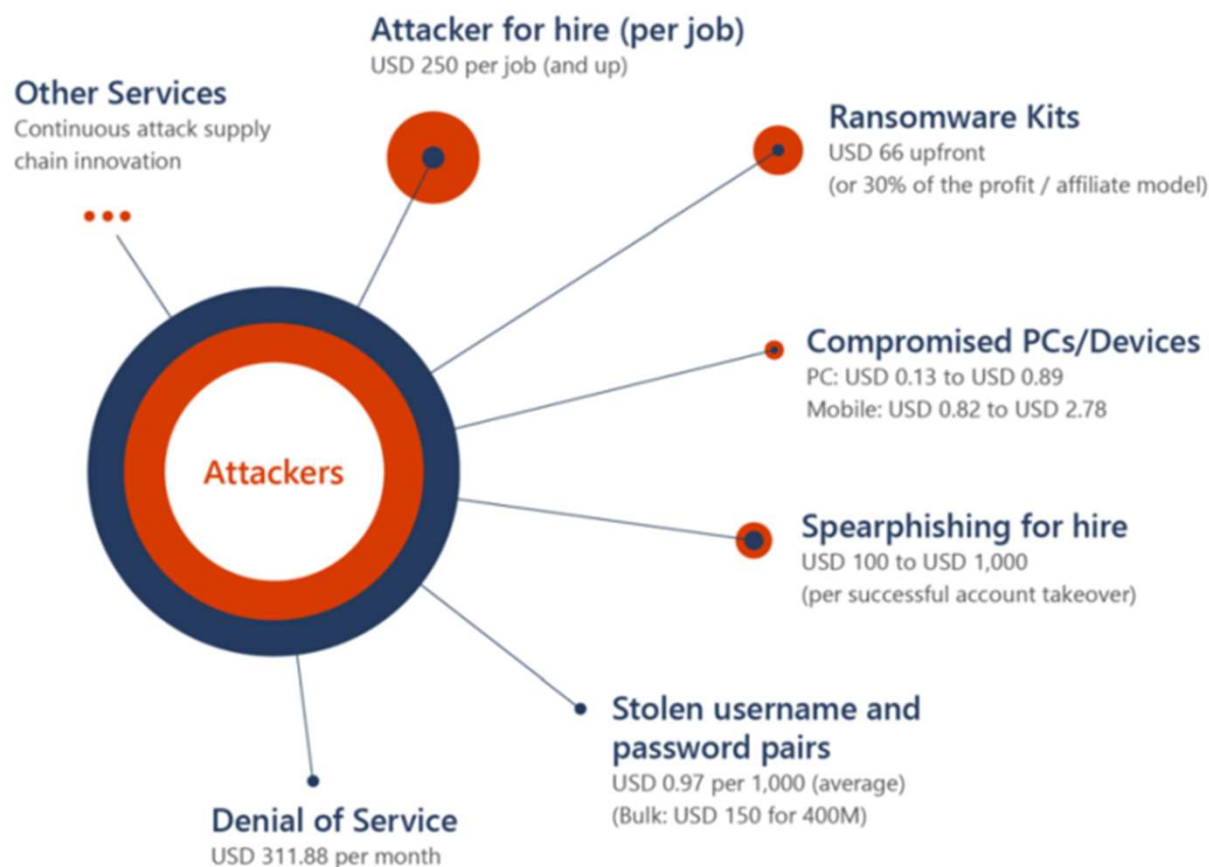 Attacker for hire (per job)
USD 250 per job (and up)
Other Services
Continuous attack supply
chain innovation
Ransomware Kits
USD 66 upfront
(or 30% of the profit / affiliate model)
Compromised PCs/Devices
PC: USD 0.13 to USD 0.89
Mobile: USD 0.82 to USD 2.78
Attackers
Spearphishing for hire
USD 100 to USD 1,000
(per successful account takeover)
Stolen username and
password pairs
USD 0.97 per 1,000 (average)
(Bulk: USD 150 for 400M)
Denial of Service
USD 311.88 per month